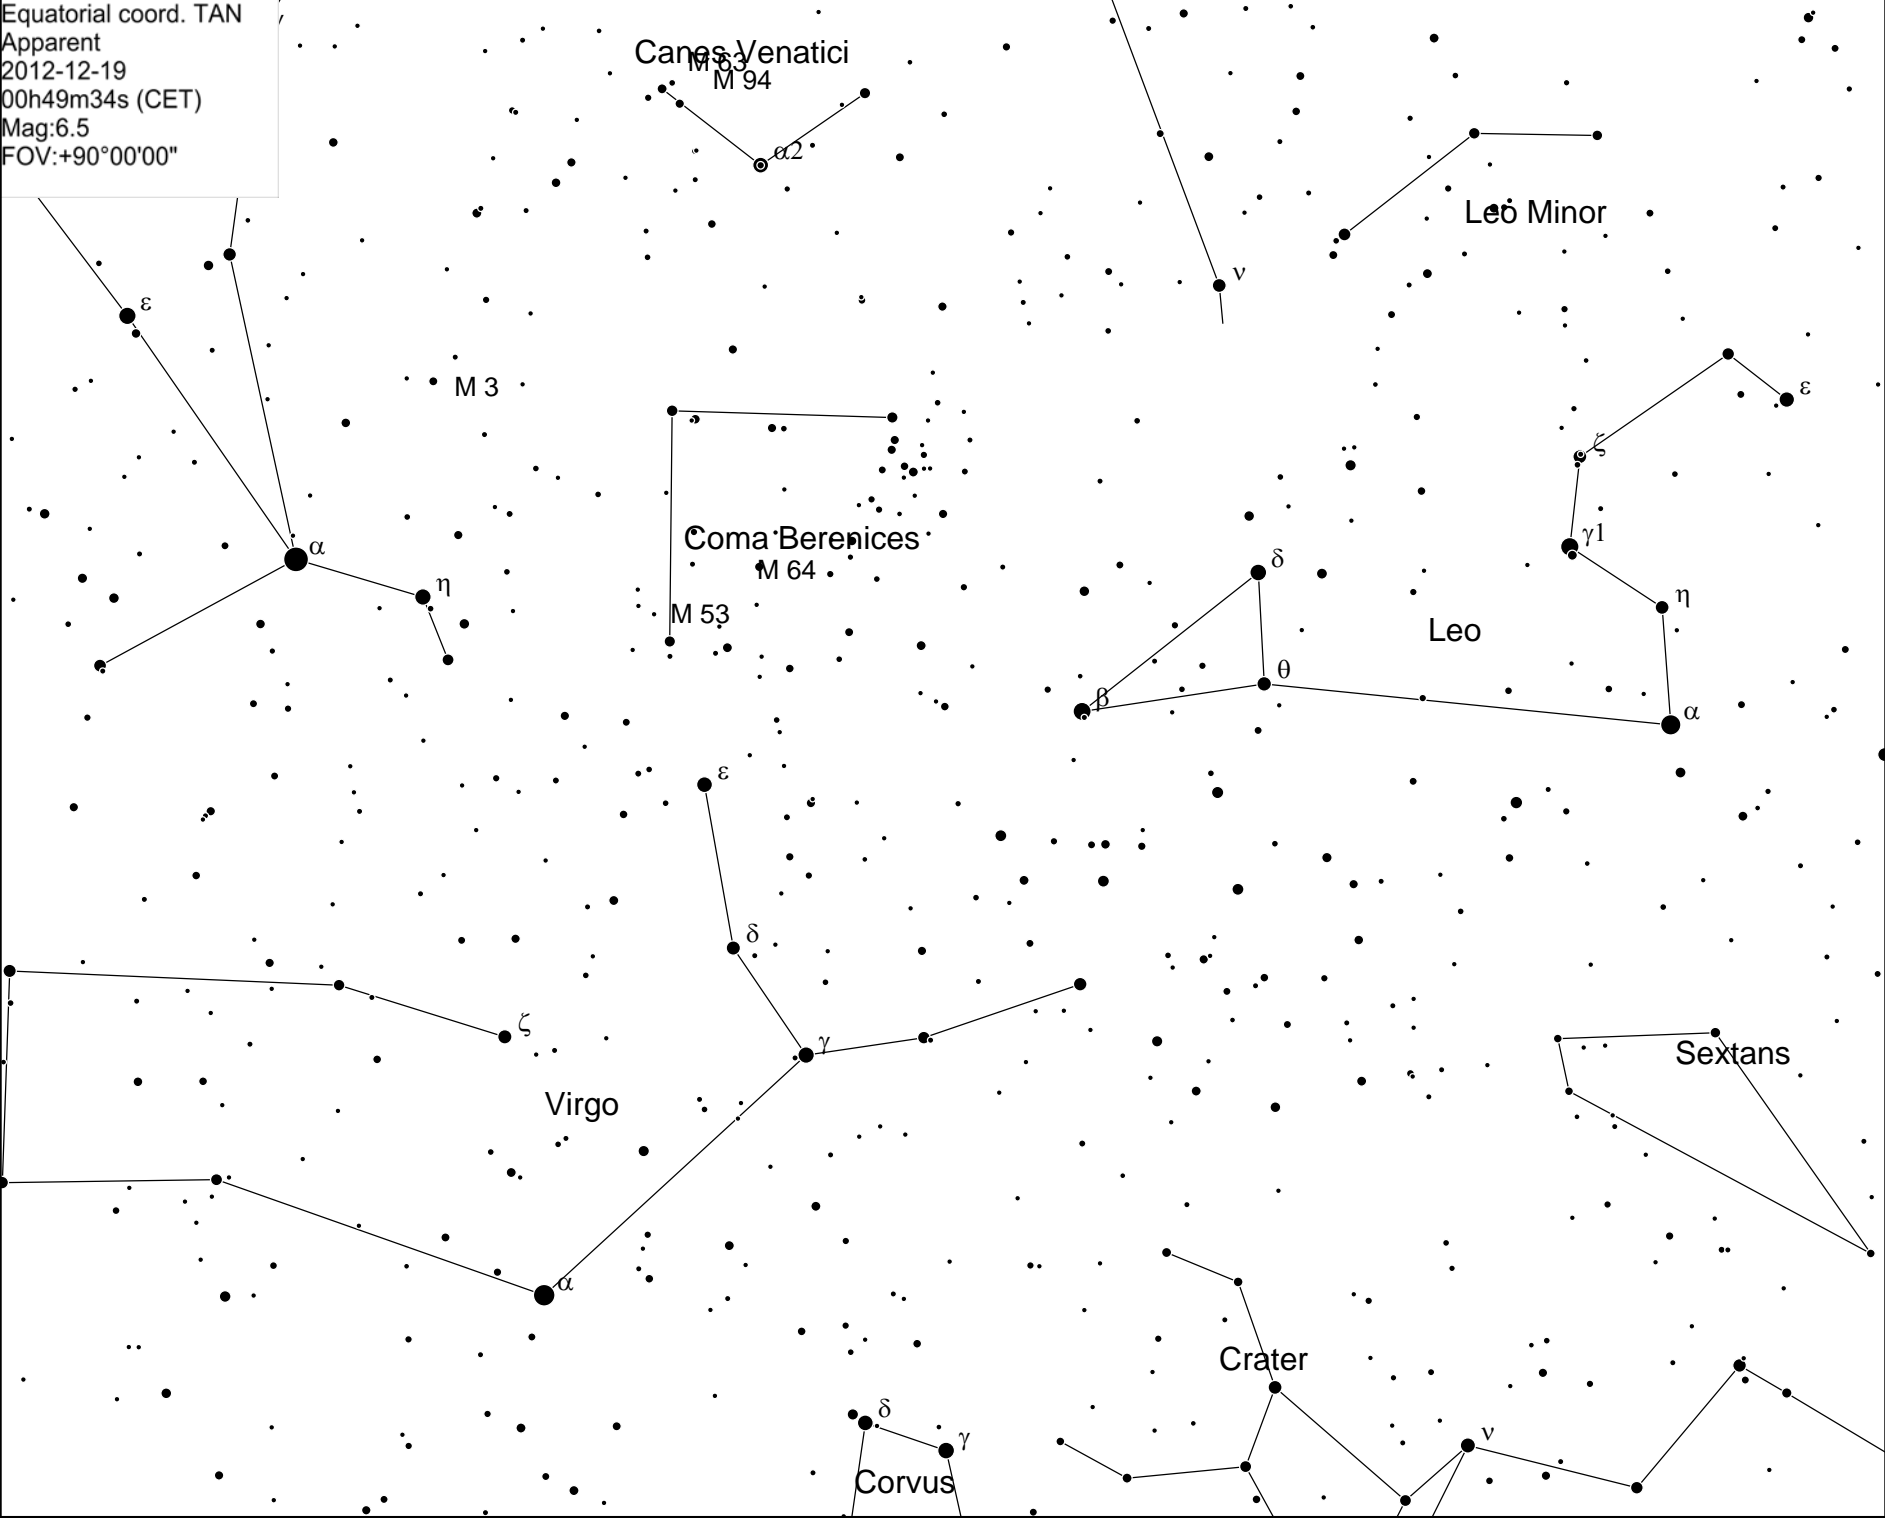 Equatorial coord. TAN
Apparent
2012-12-19
00h49m34s (CET)
Mag:6.5
FOV:+90°00'00"
Canes Venatici
M 63
M 94
α2
Leo Minor
ν
ε
M 3
ε
ζ
γ1
Coma Berenices
α
δ
M 64
η
η
M 53
Leo
θ
β
α
ε
δ
ζ
γ
Sextans
Virgo
α
Crater
δ
γ
ν
Corvus